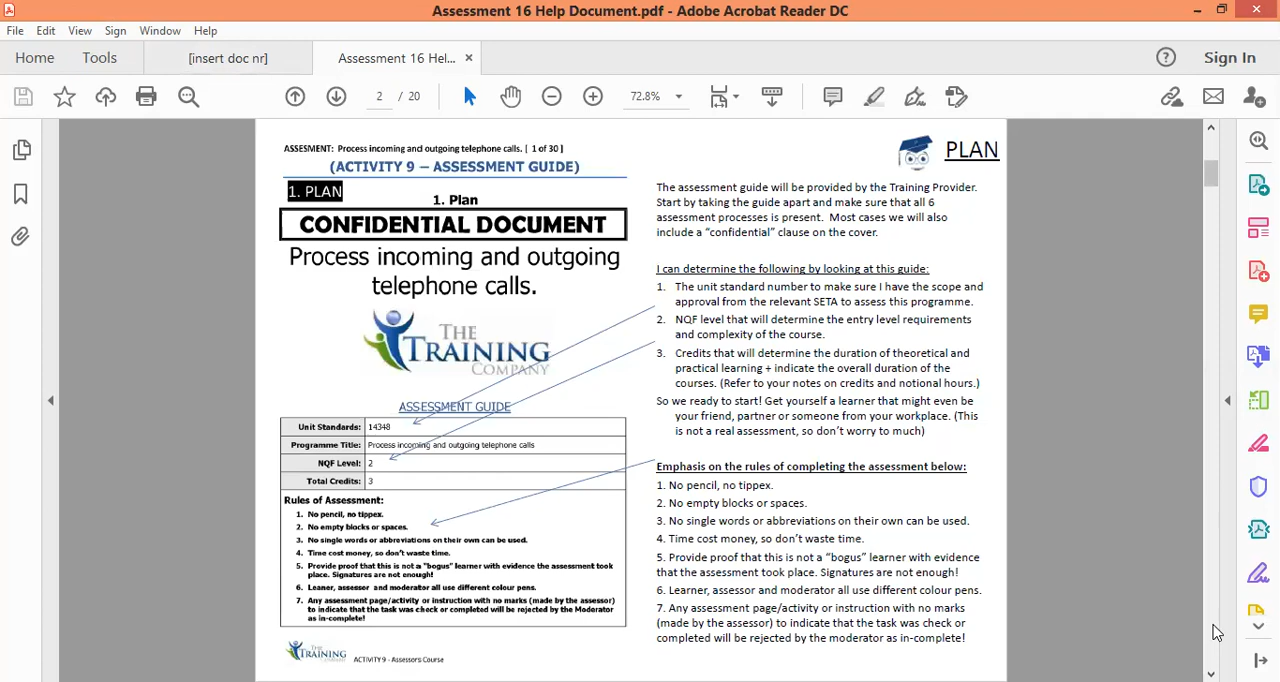 Assessment 16 Help Document.pdf - Adobe Acrobat Reader DC
File Edit View Sign Window Help
Home Tools [insert doc nr] Assessment 16 Hel... × Sign In
2 / 20 72.8%
ASSESMENT: Process incoming and outgoing telephone calls. [ 1 of 30 ]
(ACTIVITY 9 – ASSESSMENT GUIDE)
1. PLAN
1. Plan
CONFIDENTIAL DOCUMENT
Process incoming and outgoing
telephone calls.
THE
TRAINING
COMPANY
ASSESSMENT GUIDE
Unit Standards: 14348
Programme Title: Process incoming and outgoing telephone calls
NQF Level: 2
Total Credits: 3
Rules of Assessment:
1. No pencil, no tippex.
2. No empty blocks or spaces.
3. No single words or abbreviations on their own can be used.
4. Time cost money, so don't waste time.
5. Provide proof that this is not a "bogus" learner with evidence the assessment took
place. Signatures are not enough!
6. Leaner, assessor and moderator all use different colour pens.
7. Any assessment page/activity or instruction with no marks (made by the assessor)
to indicate that the task was check or completed will be rejected by the Moderator
as in-complete!
THE
TRAINING
ACTIVITY 9 - Assessors Course
PLAN
The assessment guide will be provided by the Training Provider.
Start by taking the guide apart and make sure that all 6
assessment processes is present. Most cases we will also
include a "confidential" clause on the cover.
I can determine the following by looking at this guide:
1. The unit standard number to make sure I have the scope and
approval from the relevant SETA to assess this programme.
2. NQF level that will determine the entry level requirements
and complexity of the course.
3. Credits that will determine the duration of theoretical and
practical learning + indicate the overall duration of the
courses. (Refer to your notes on credits and notional hours.)
So we ready to start! Get yourself a learner that might even be
your friend, partner or someone from your workplace. (This
is not a real assessment, so don't worry to much)
Emphasis on the rules of completing the assessment below:
1. No pencil, no tippex.
2. No empty blocks or spaces.
3. No single words or abbreviations on their own can be used.
4. Time cost money, so don't waste time.
5. Provide proof that this is not a "bogus" learner with evidence
that the assessment took place. Signatures are not enough!
6. Learner, assessor and moderator all use different colour pens.
7. Any assessment page/activity or instruction with no marks
(made by the assessor) to indicate that the task was check or
completed will be rejected by the moderator as in-complete!